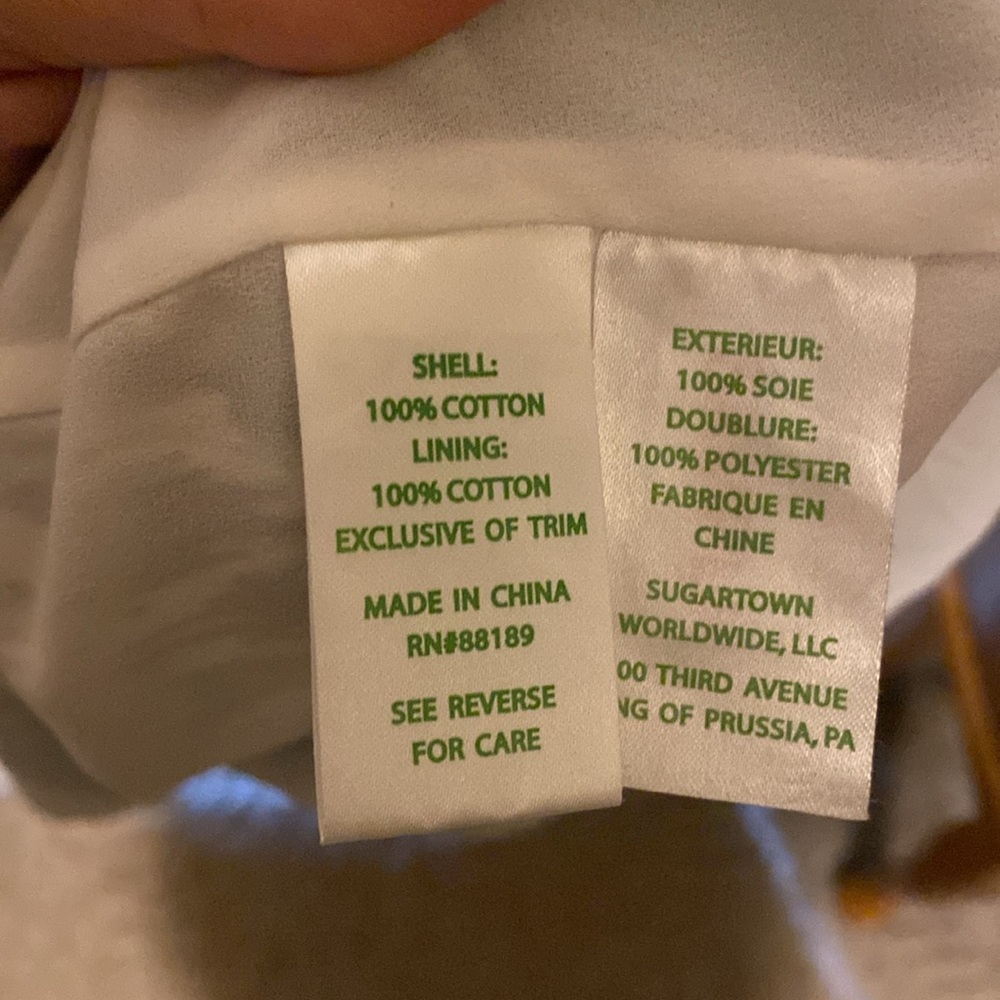 SHELL:
100% COTTON
LINING:
100% COTTON
EXCLUSIVE OF TRIM
MADE IN CHINA
RN#88189
SEE REVERSE
FOR CARE
EXTERIEUR:
100% SOIE
DOUBLURE:
100% POLYESTER
FABRIQUE EN
CHINE
SUGARTOWN
WORLDWIDE, LLC
00 THIRD AVENUE
NG OF PRUSSIA, PA